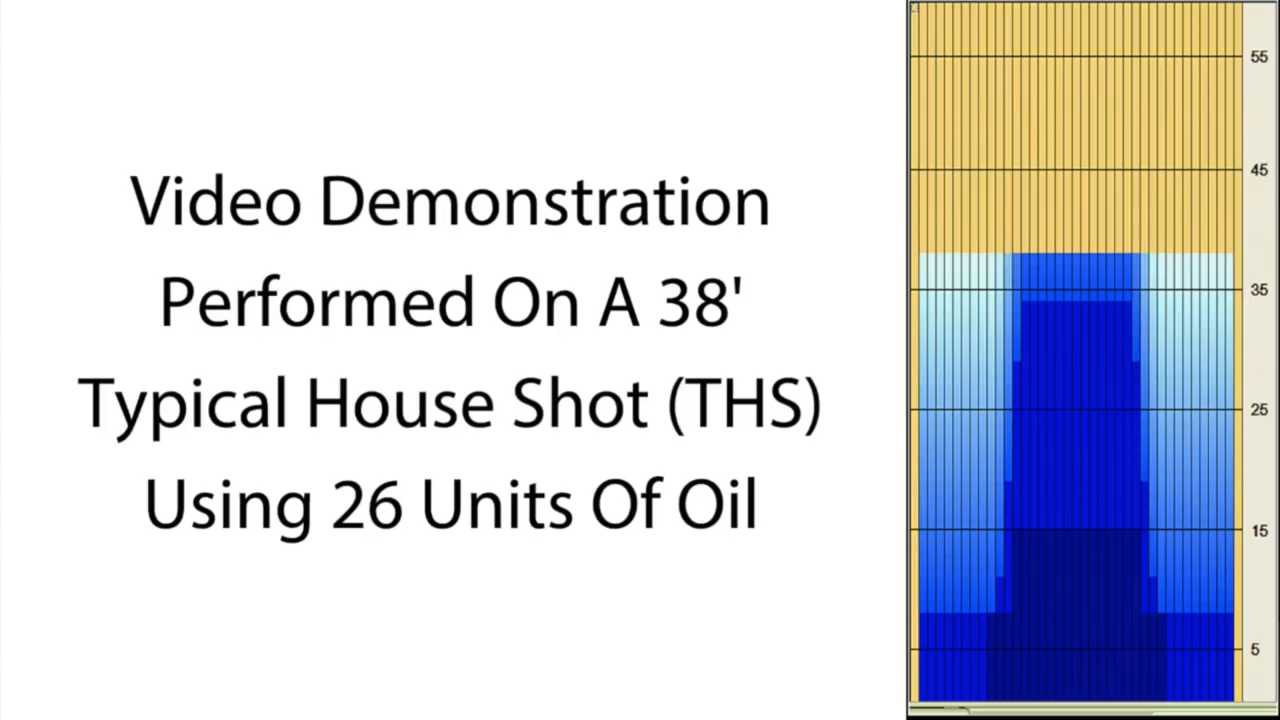 Video Demonstration
Performed On A 38'
Typical House Shot (THS)
Using 26 Units Of Oil
55
45
35
25
15
5